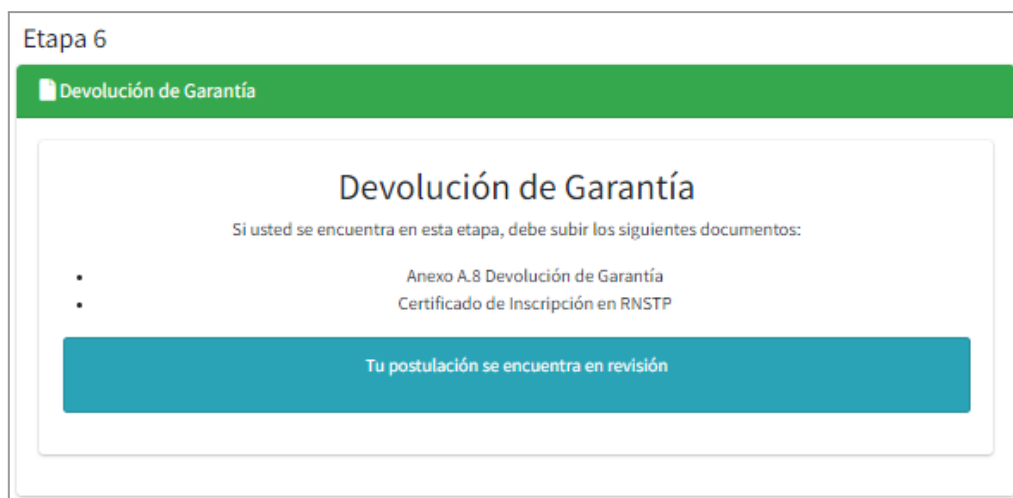 Etapa 6
Devolución de Garantía
Devolución de Garantía
Si usted se encuentra en esta etapa, debe subir los siguientes documentos:
• Anexo A.8 Devolución de Garantía
• Certificado de Inscripción en RNSTP
Tu postulación se encuentra en revisión